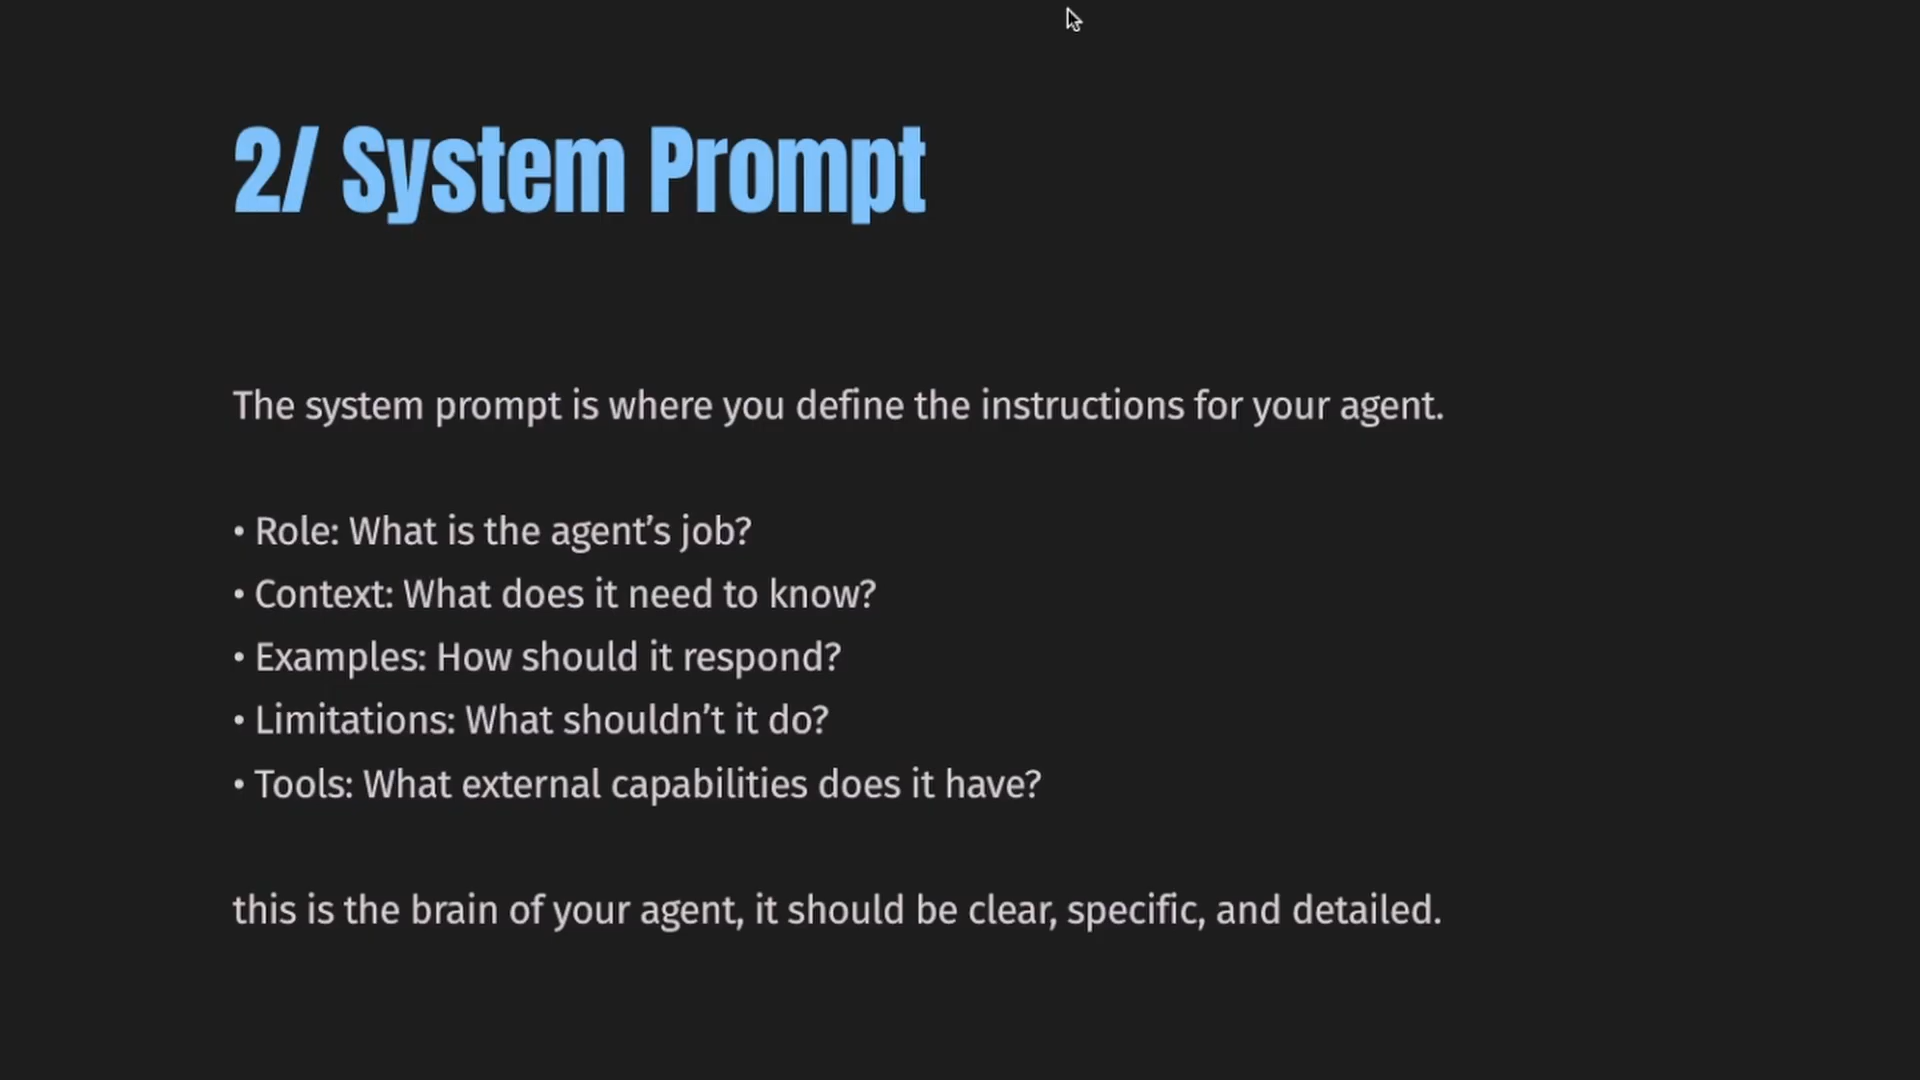 2/ System Prompt
The system prompt is where you define the instructions for your agent.
• Role: What is the agent’s job?
• Context: What does it need to know?
• Examples: How should it respond?
• Limitations: What shouldn’t it do?
• Tools: What external capabilities does it have?
this is the brain of your agent, it should be clear, specific, and detailed.